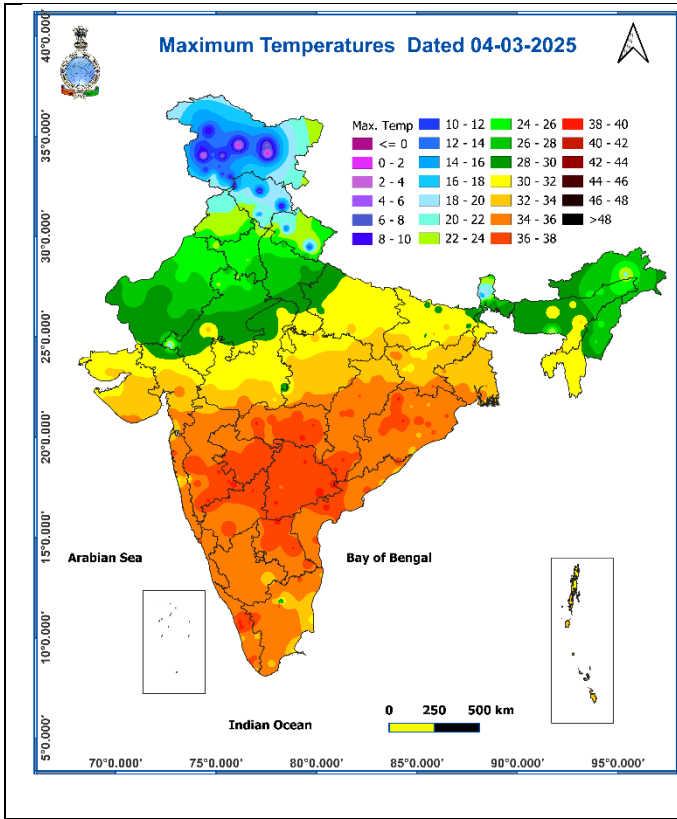 Maximum Temperatures Dated 04-03-2025
Max. Temp
<= 0
0 - 2
2 - 4
4 - 6
6 - 8
8 - 10
10 - 12
12 - 14
14 - 16
16 - 18
18 - 20
20 - 22
22 - 24
24 - 26
26 - 28
28 - 30
30 - 32
32 - 34
34 - 36
36 - 38
38 - 40
40 - 42
42 - 44
44 - 46
46 - 48
>48
40°0.000'
35°0.000'
30°0.000'
25°0.000'
20°0.000'
15°0.000'
10°0.000'
5°0.000'
Arabian Sea
Bay of Bengal
Indian Ocean
0 250 500 km
70°0.000' 75°0.000' 80°0.000' 85°0.000' 90°0.000' 95°0.000'